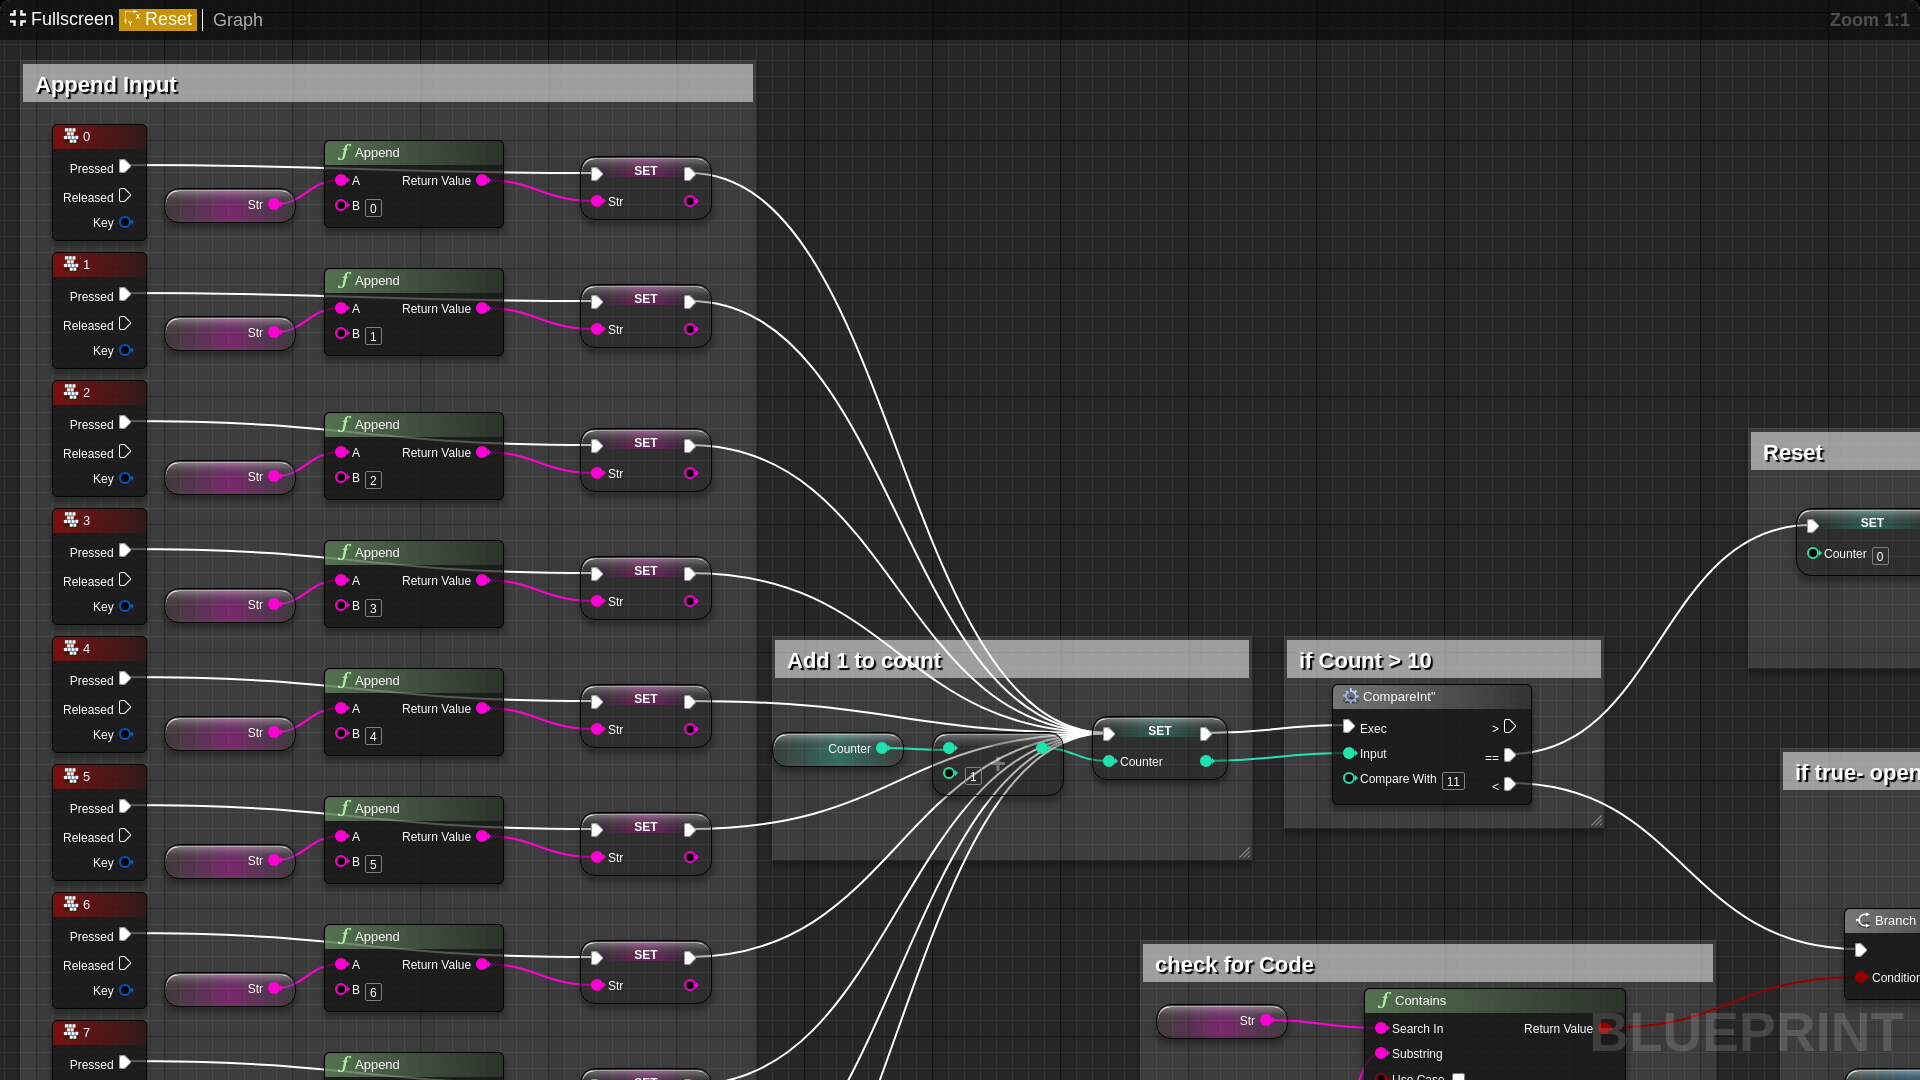 Fullscreen Reset Graph Zoom 1:1
Append Input
0
Pressed
Released
Key
Str
Append
A Return Value
B 0
SET
Str
1
Pressed
Released
Key
Str
Append
A Return Value
B 1
SET
Str
2
Pressed
Released
Key
Str
Append
A Return Value
B 2
SET
Str
3
Pressed
Released
Key
Str
Append
A Return Value
B 3
SET
Str
4
Pressed
Released
Key
Str
Append
A Return Value
B 4
SET
Str
5
Pressed
Released
Key
Str
Append
A Return Value
B 5
SET
Str
6
Pressed
Released
Key
Str
Append
A Return Value
B 6
SET
Str
7
Pressed
Append
SET
Add 1 to count
Counter
1
+
SET
Counter
if Count > 10
CompareInt"
Exec >
Input ==
Compare With 11 <
Reset
SET
Counter 0
if true- open
Branch
Condition
check for Code
Str
Contains
Search In Return Value
Substring
Use Case
BLUEPRINT